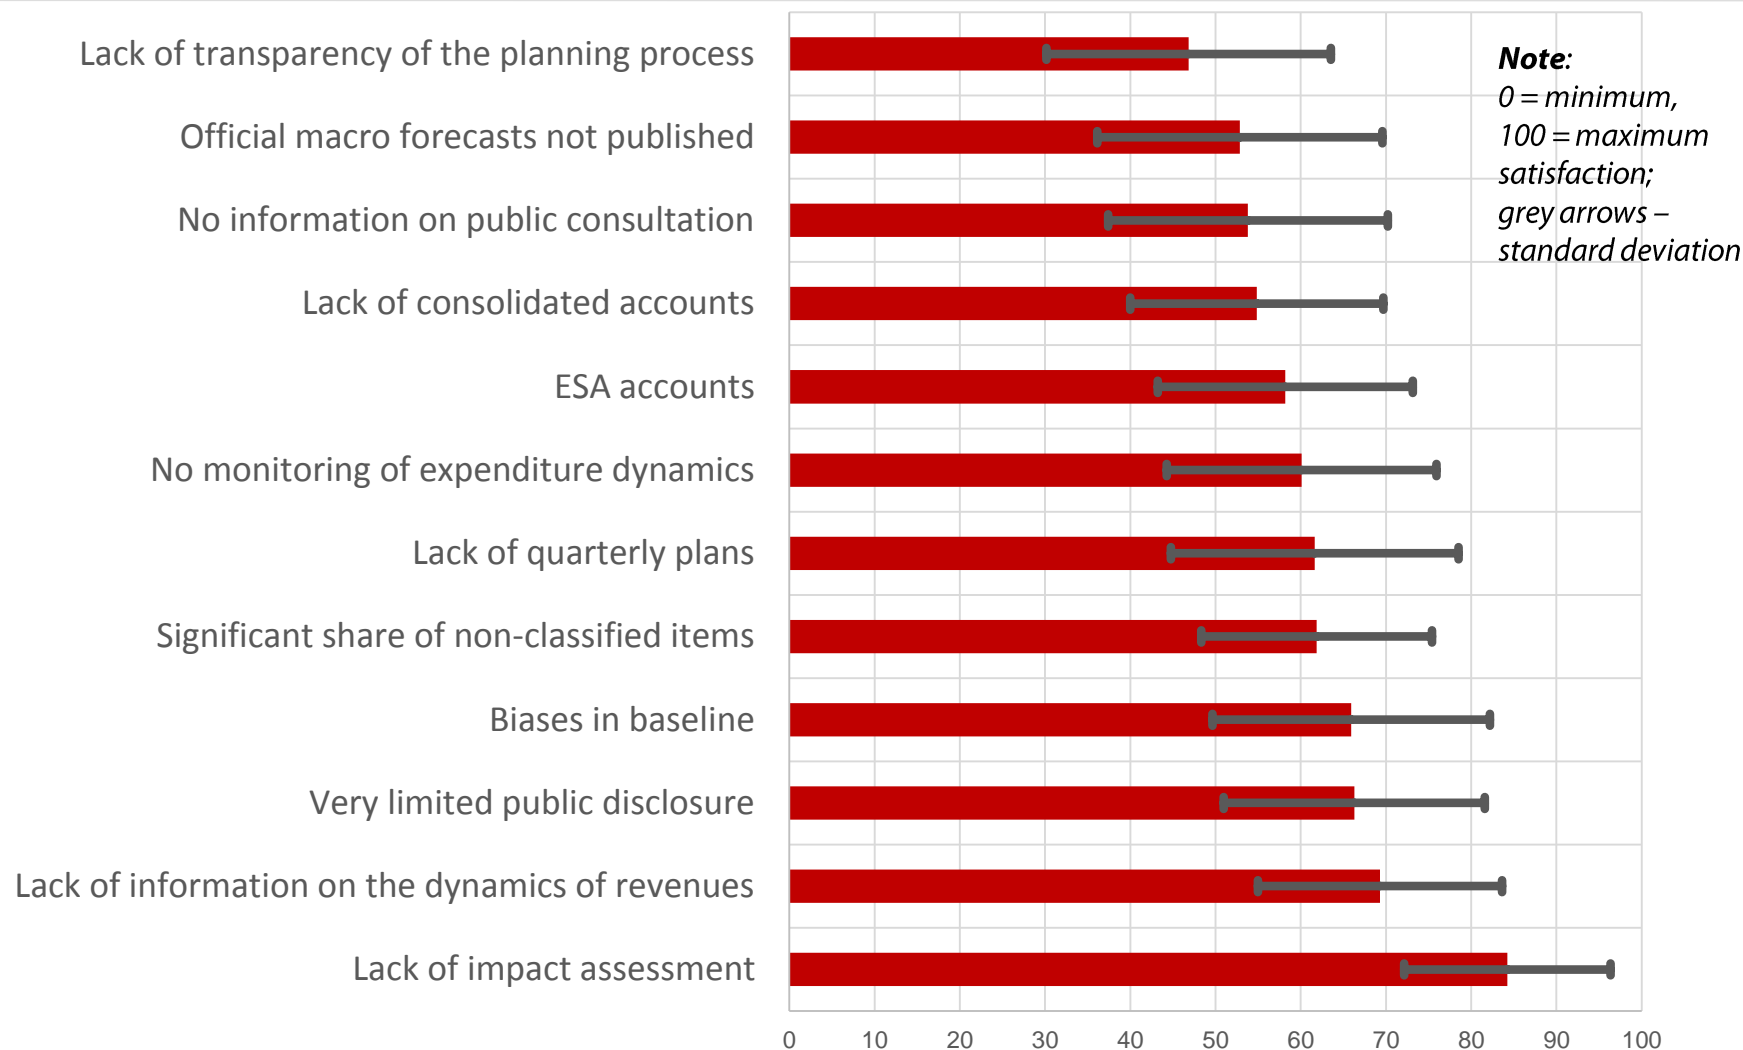 Lack of transparency of the planning process
Official macro forecasts not published
No information on public consultation
Lack of consolidated accounts
ESA accounts
No monitoring of expenditure dynamics
Lack of quarterly plans
Significant share of non-classified items
Biases in baseline
Very limited public disclosure
Lack of information on the dynamics of revenues
Lack of impact assessment
0 10 20 30 40 50 60 70 80 90 100
Note:
0 = minimum,
100 = maximum
satisfaction;
grey arrows –
standard deviation